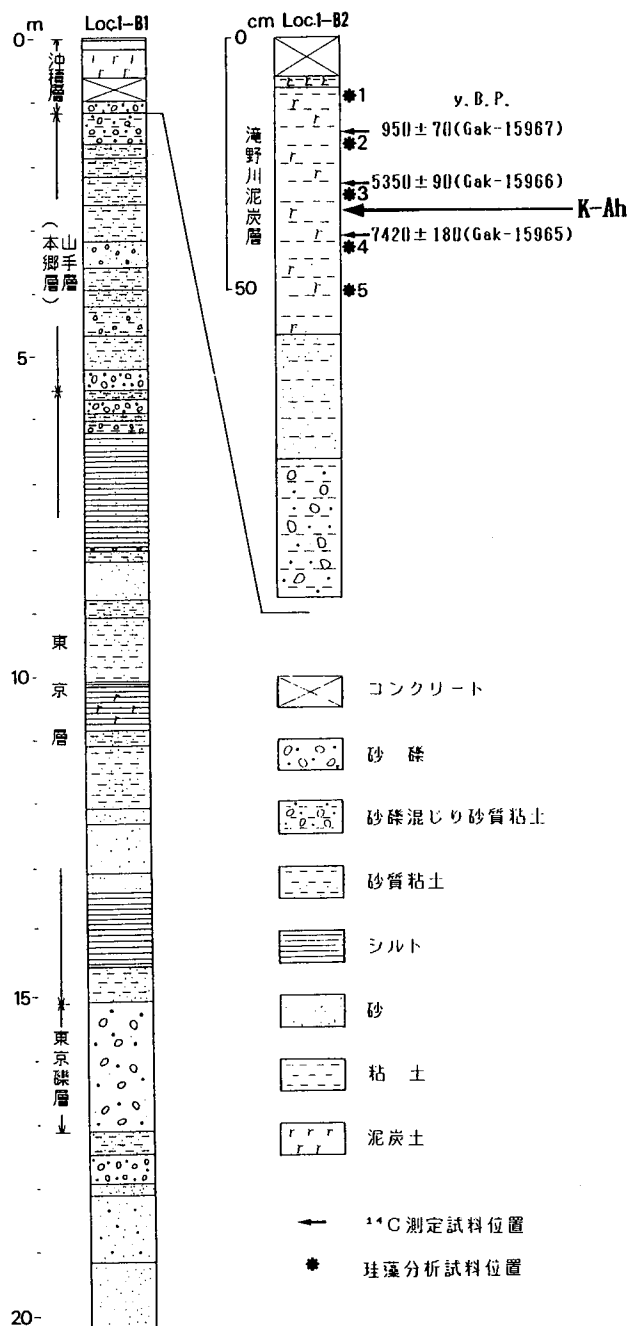 m
Loc.1-B1
cm Loc.1-B2
0-
沖積層
山手層
(本郷層)
5-
東京層
10-
15-
東京礫層
20-
0
滝野川泥炭層
50
y.B.P.
✸1
950±70(Gak-15967)
✸2
5350±90(Gak-15966)
✸3
K-Ah
7420±180(Gak-15965)
✸4
✸5
コンクリート
砂 礫
砂礫混じり砂質粘土
砂質粘土
シルト
砂
粘 土
泥炭土
¹⁴C測定試料位置
珪藻分析試料位置